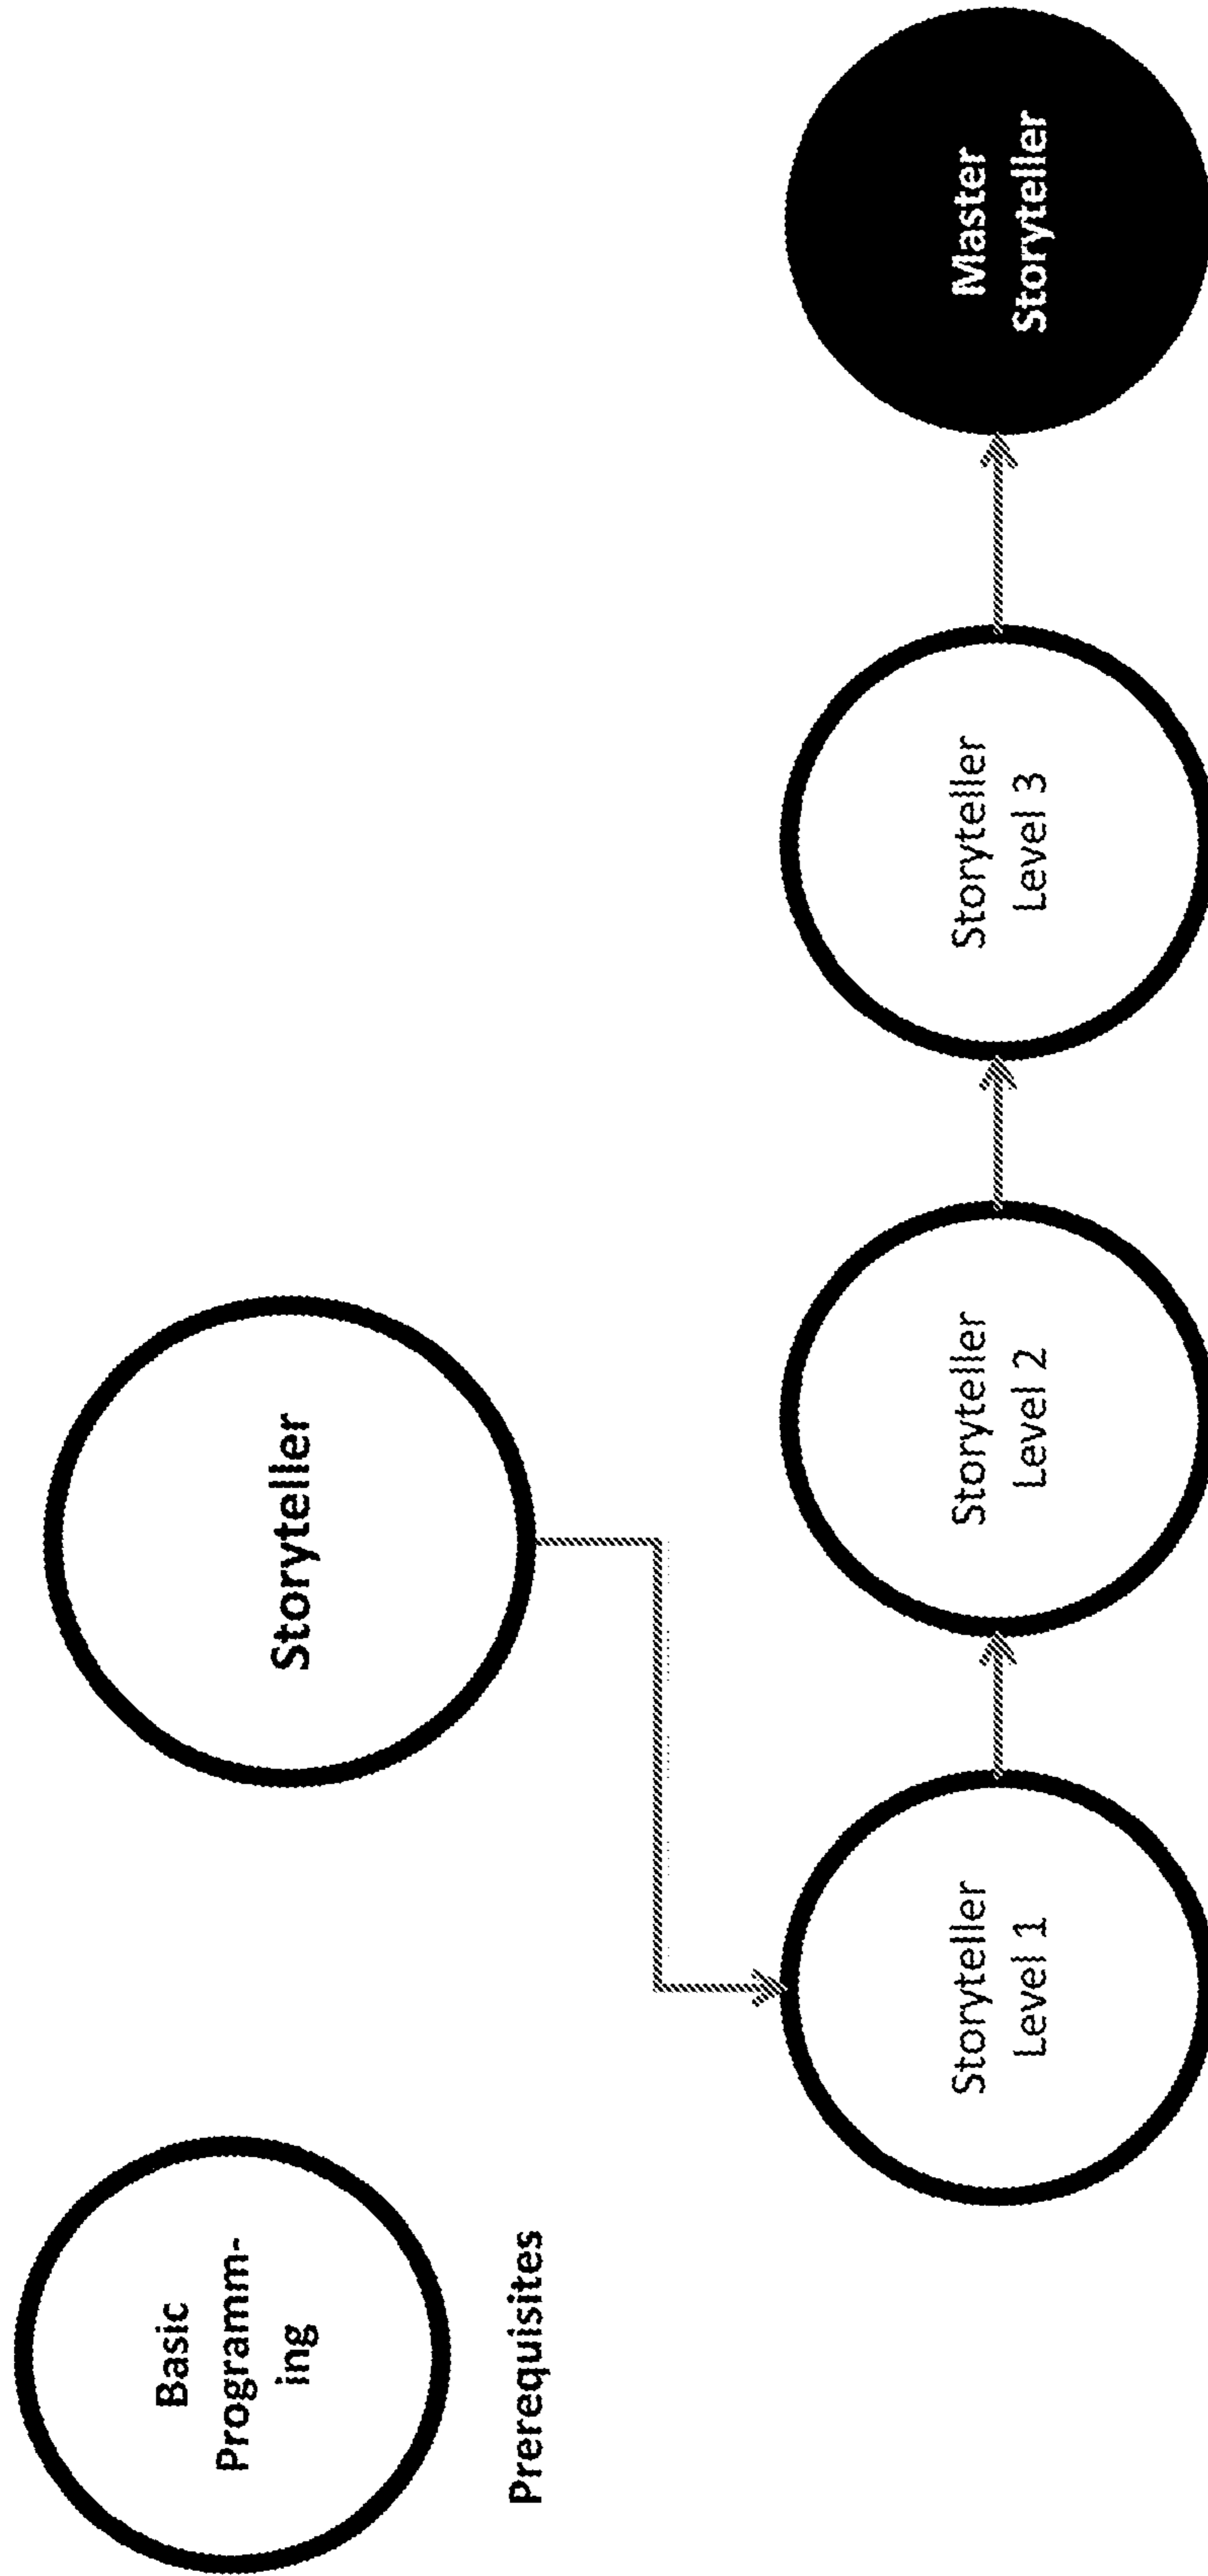 Basic
Programm-
ing
Prerequisites
Storyteller
Storyteller
Level 1
Storyteller
Level 2
Storyteller
Level 3
Master
Storyteller